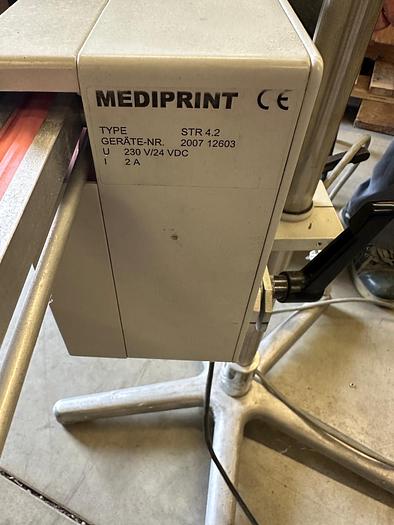 MEDIPRINT CE
TYPE STR 4.2
GERÄTE-NR. 2007 12603
U 230 V/24 VDC
I 2 A